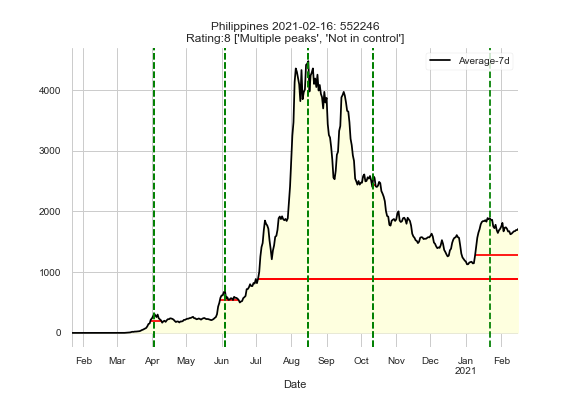 Philippines 2021-02-16: 552246
Rating:8 ['Multiple peaks', 'Not in control']
Average-7d
4000
3000
2000
1000
0
Feb Mar Apr May Jun Jul Aug Sep Oct Nov Dec Jan Feb
2021
Date